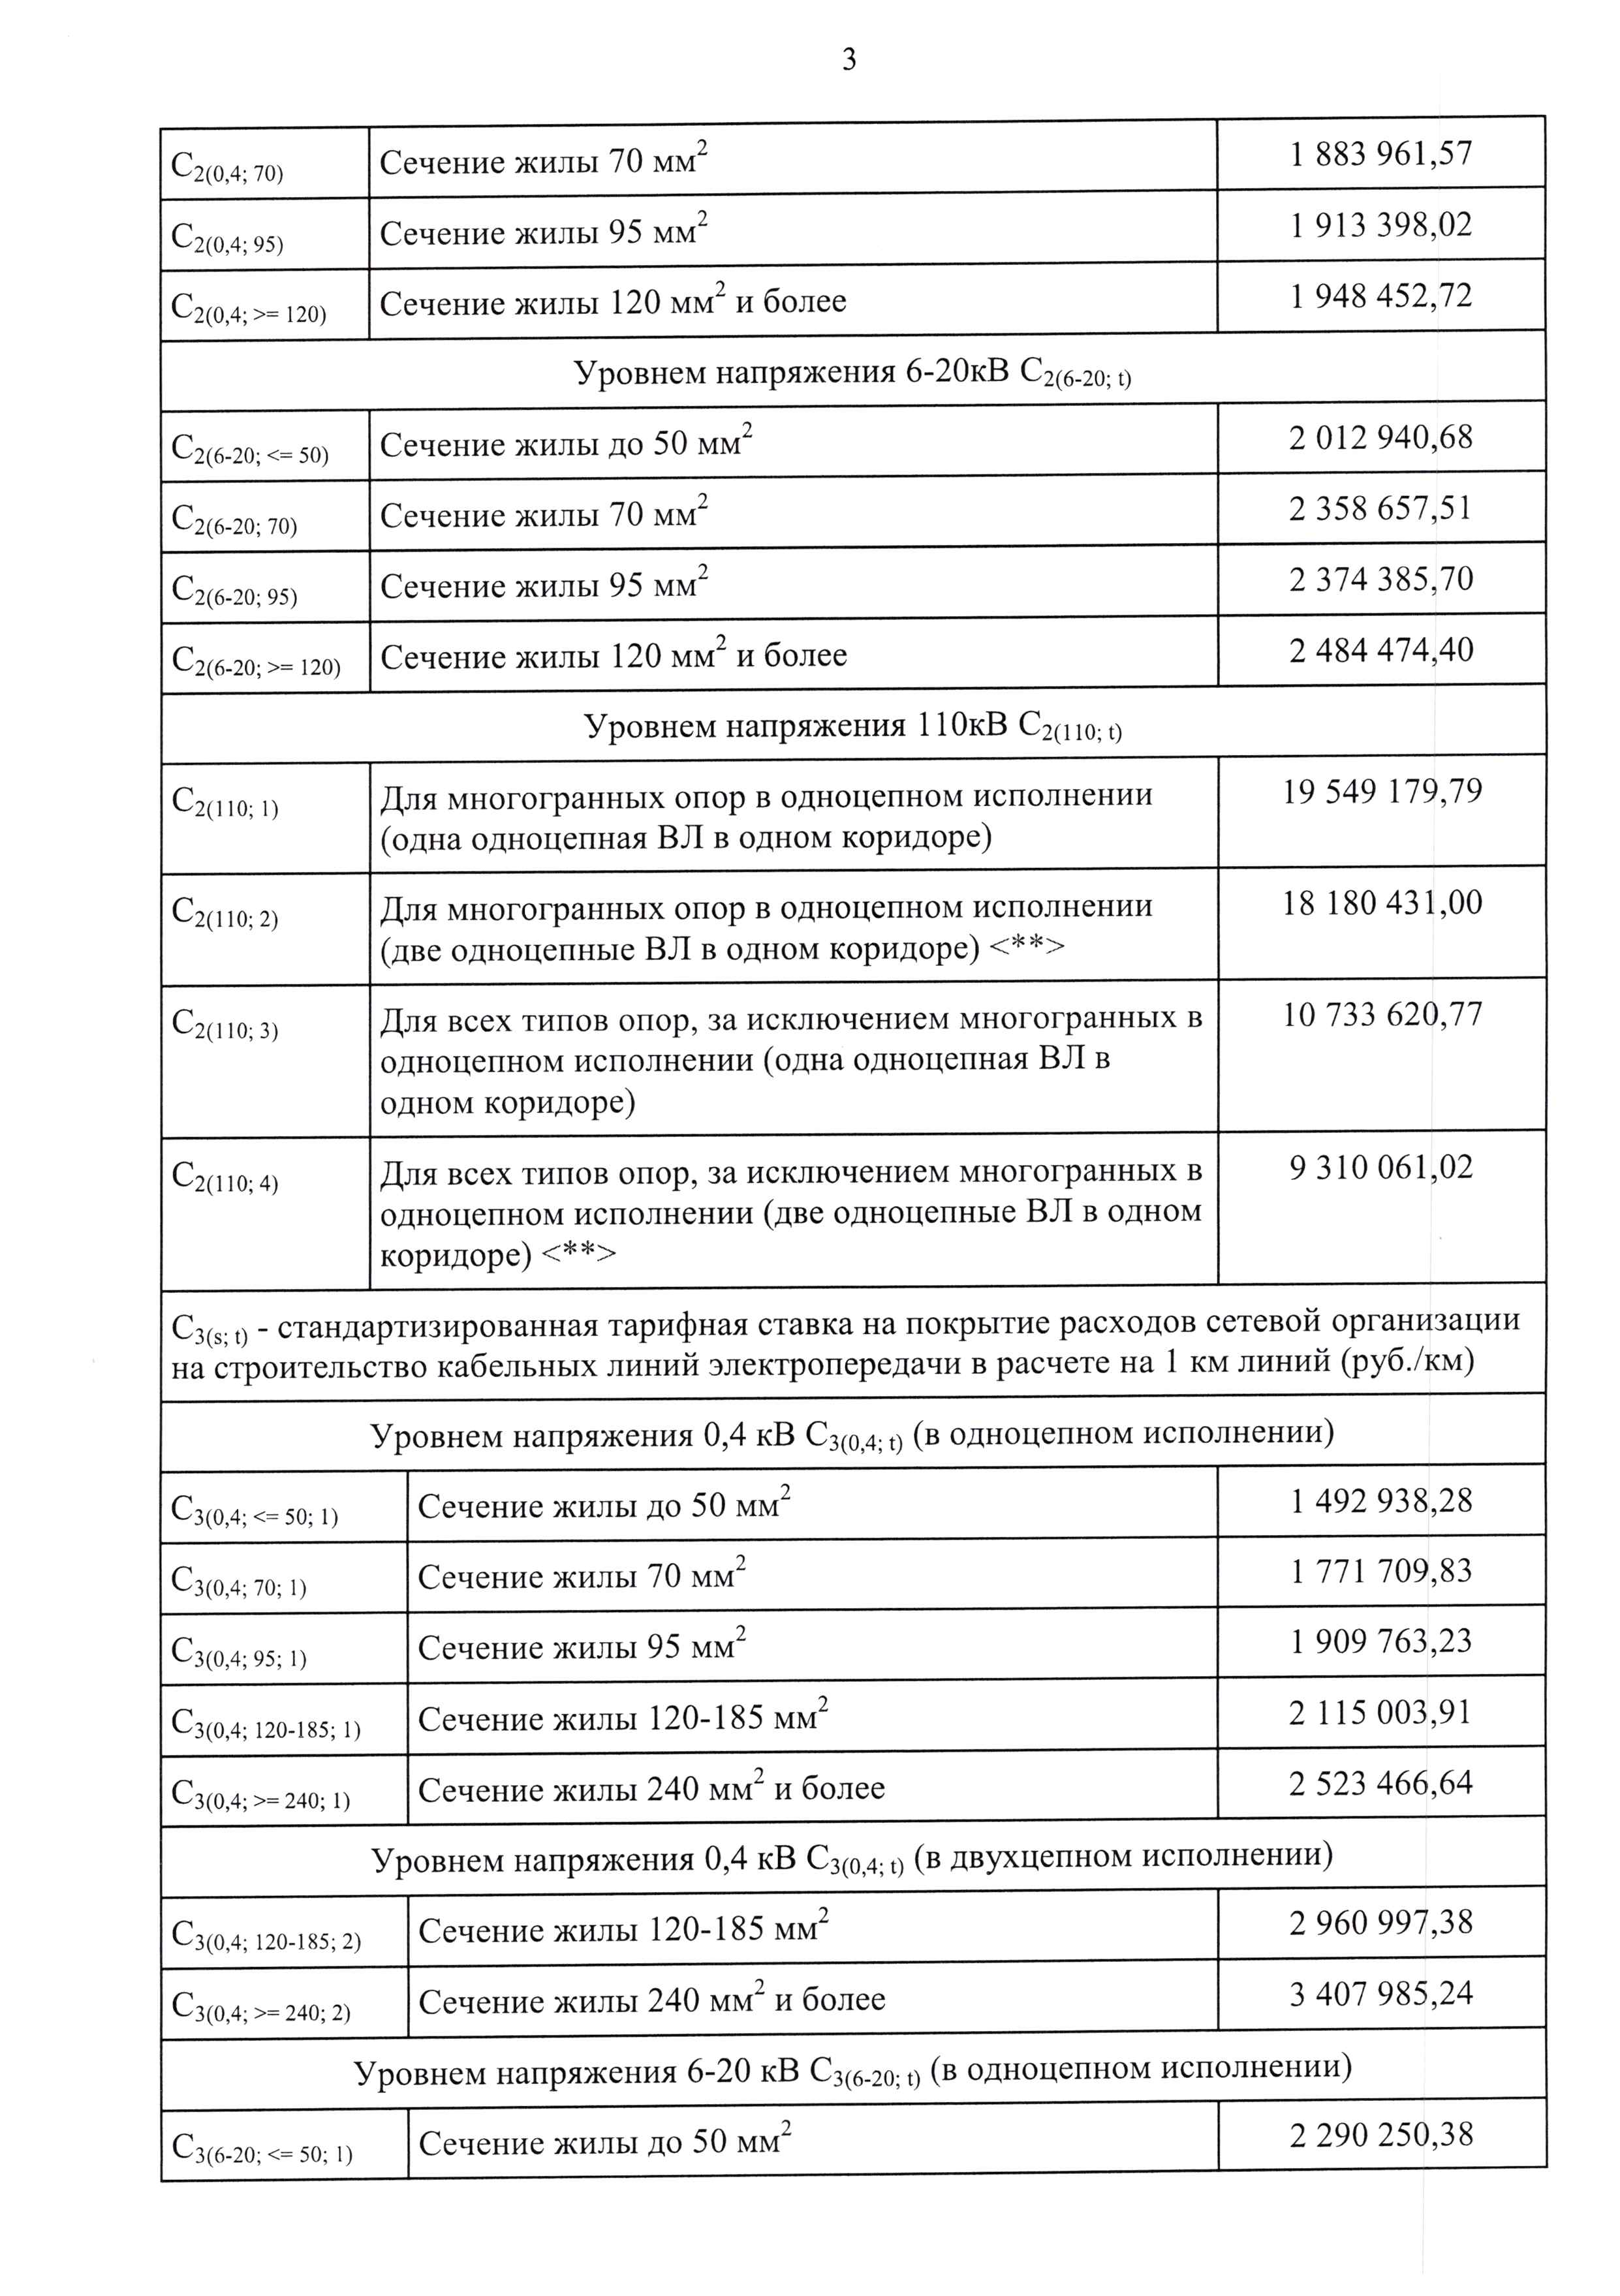 3
C2(0,4; 70) Сечение жилы 70 мм² 1 883 961,57
C2(0,4; 95) Сечение жилы 95 мм² 1 913 398,02
C2(0,4; >= 120) Сечение жилы 120 мм² и более 1 948 452,72
Уровнем напряжения 6-20кВ C2(6-20; t)
C2(6-20; <= 50) Сечение жилы до 50 мм² 2 012 940,68
C2(6-20; 70) Сечение жилы 70 мм² 2 358 657,51
C2(6-20; 95) Сечение жилы 95 мм² 2 374 385,70
C2(6-20; >= 120) Сечение жилы 120 мм² и более 2 484 474,40
Уровнем напряжения 110кВ C2(110; t)
C2(110; 1) Для многогранных опор в одноцепном исполнении 19 549 179,79
(одна одноцепная ВЛ в одном коридоре)
C2(110; 2) Для многогранных опор в одноцепном исполнении 18 180 431,00
(две одноцепные ВЛ в одном коридоре) <**>
C2(110; 3) Для всех типов опор, за исключением многогранных в 10 733 620,77
одноцепном исполнении (одна одноцепная ВЛ в
одном коридоре)
C2(110; 4) Для всех типов опор, за исключением многогранных в 9 310 061,02
одноцепном исполнении (две одноцепные ВЛ в одном
коридоре) <**>
C3(s; t) - стандартизированная тарифная ставка на покрытие расходов сетевой организации
на строительство кабельных линий электропередачи в расчете на 1 км линий (руб./км)
Уровнем напряжения 0,4 кВ C3(0,4; t) (в одноцепном исполнении)
C3(0,4; <= 50; 1) Сечение жилы до 50 мм² 1 492 938,28
C3(0,4; 70; 1) Сечение жилы 70 мм² 1 771 709,83
C3(0,4; 95; 1) Сечение жилы 95 мм² 1 909 763,23
C3(0,4; 120-185; 1) Сечение жилы 120-185 мм² 2 115 003,91
C3(0,4; >= 240; 1) Сечение жилы 240 мм² и более 2 523 466,64
Уровнем напряжения 0,4 кВ C3(0,4; t) (в двухцепном исполнении)
C3(0,4; 120-185; 2) Сечение жилы 120-185 мм² 2 960 997,38
C3(0,4; >= 240; 2) Сечение жилы 240 мм² и более 3 407 985,24
Уровнем напряжения 6-20 кВ C3(6-20; t) (в одноцепном исполнении)
C3(6-20; <= 50; 1) Сечение жилы до 50 мм² 2 290 250,38